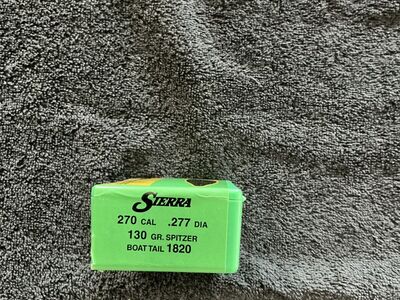 SIERRA
270 CAL .277 DIA
130 GR. SPITZER
BOAT TAIL 1820